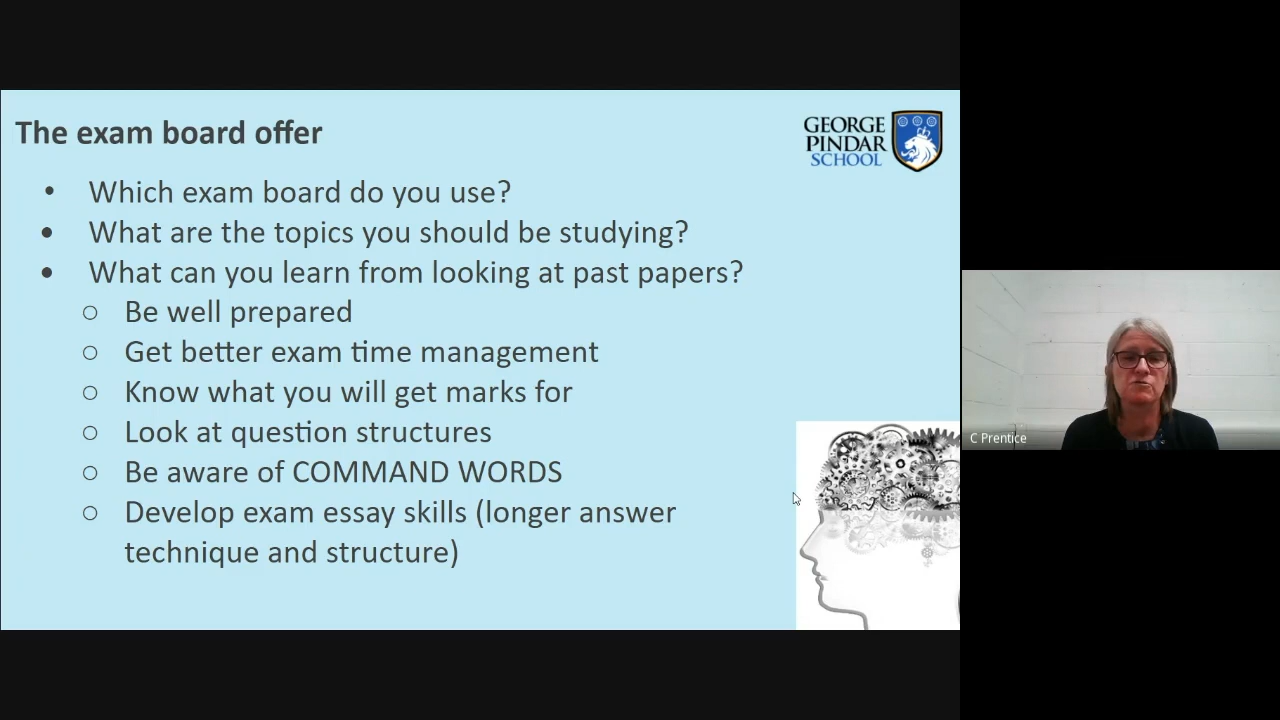 The exam board offer
GEORGE
PINDAR
SCHOOL
• Which exam board do you use?
• What are the topics you should be studying?
• What can you learn from looking at past papers?
○ Be well prepared
○ Get better exam time management
○ Know what you will get marks for
○ Look at question structures
○ Be aware of COMMAND WORDS
○ Develop exam essay skills (longer answer
technique and structure)
C Prentice